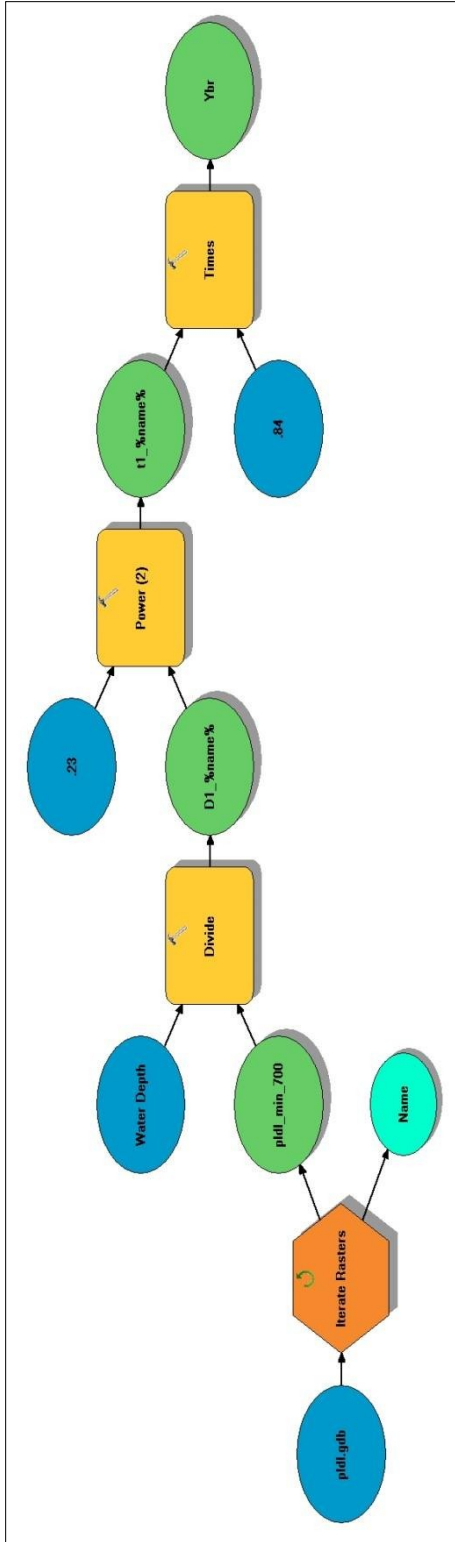 pldl.gdb
Iterate Rasters
Name
pldl_min_700
Water Depth
Divide
D1_%name%
.23
Power (2)
t1_%name%
.84
Times
Ybr